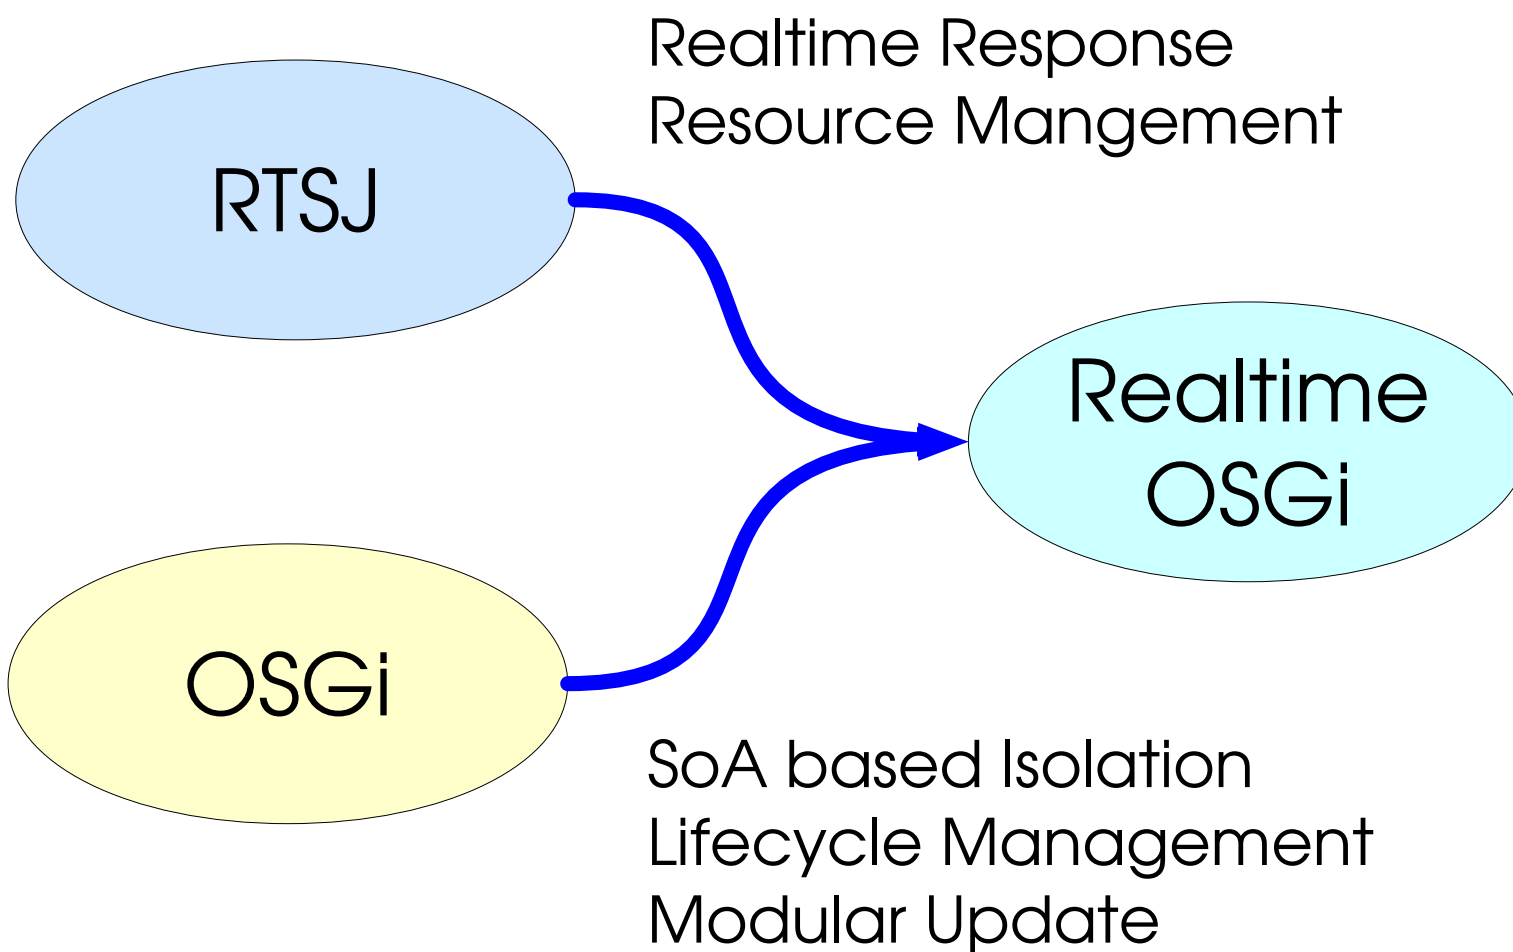 Realtime Response
Resource Mangement
RTSJ
Realtime
OSGi
OSGi
SoA based Isolation
Lifecycle Management
Modular Update